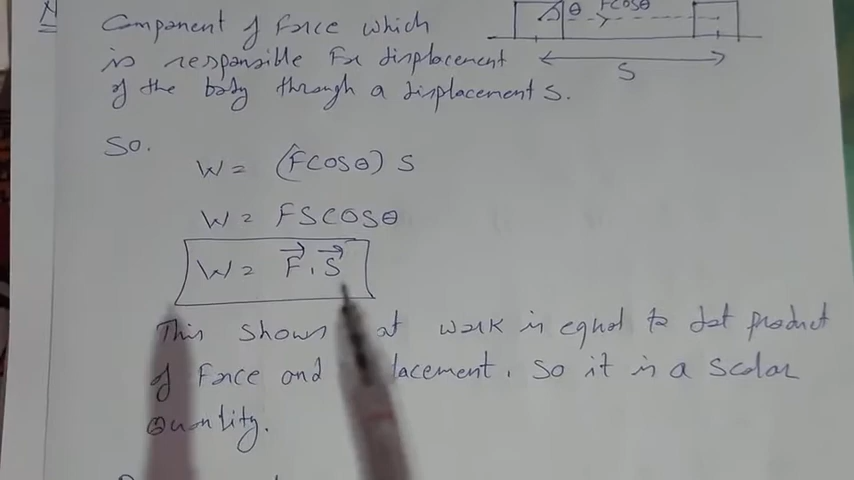 N
Component of Force which
θ FCOSθ
is responsible For displacement
S
of the body through a displacement S.
So.
W = (FCOSθ) S
W = FSCOSθ
W = F⃗ . S⃗
This shows at work is equal to dot product
of Force and lacement. So it is a Scalar
Quantity.